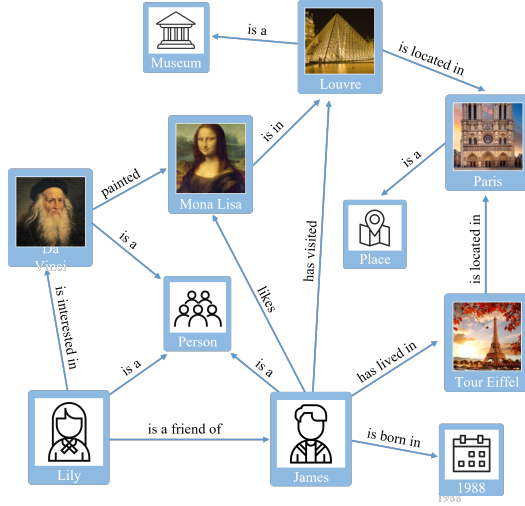 is a
Museum
Louvre
is located in
is in
painted
Mona Lisa
is a
Paris
Da
Vinci
is a
has visited
Place
is located in
is interested in
likes
Person
is a
is a
has lived in
Tour Eiffel
is a friend of
is born in
Lily
James
1988
1988